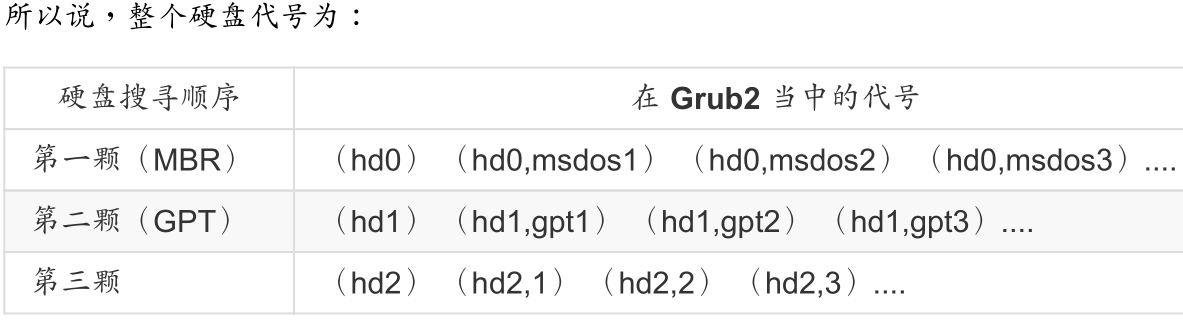 所以说，整个硬盘代号为：
硬盘搜寻顺序 在 Grub2 当中的代号
第一颗（MBR） （hd0）（hd0,msdos1）（hd0,msdos2）（hd0,msdos3）....
第二颗（GPT） （hd1）（hd1,gpt1）（hd1,gpt2）（hd1,gpt3）....
第三颗 （hd2）（hd2,1）（hd2,2）（hd2,3）....